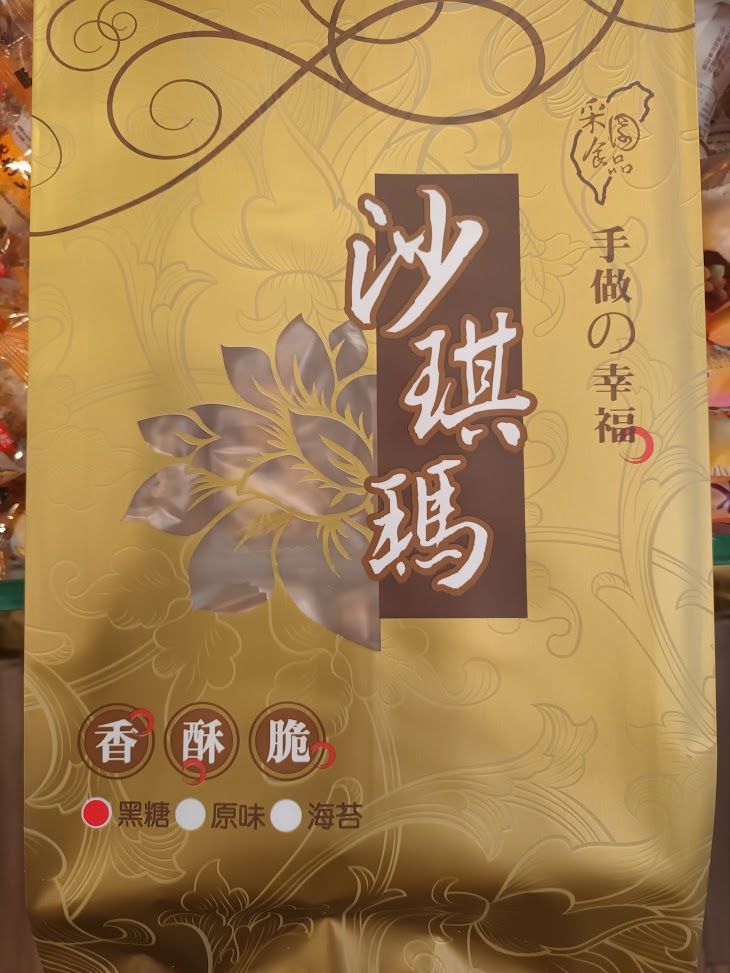 采園食品
手做の幸福
沙琪瑪
香 酥 脆
黑糖 原味 海苔